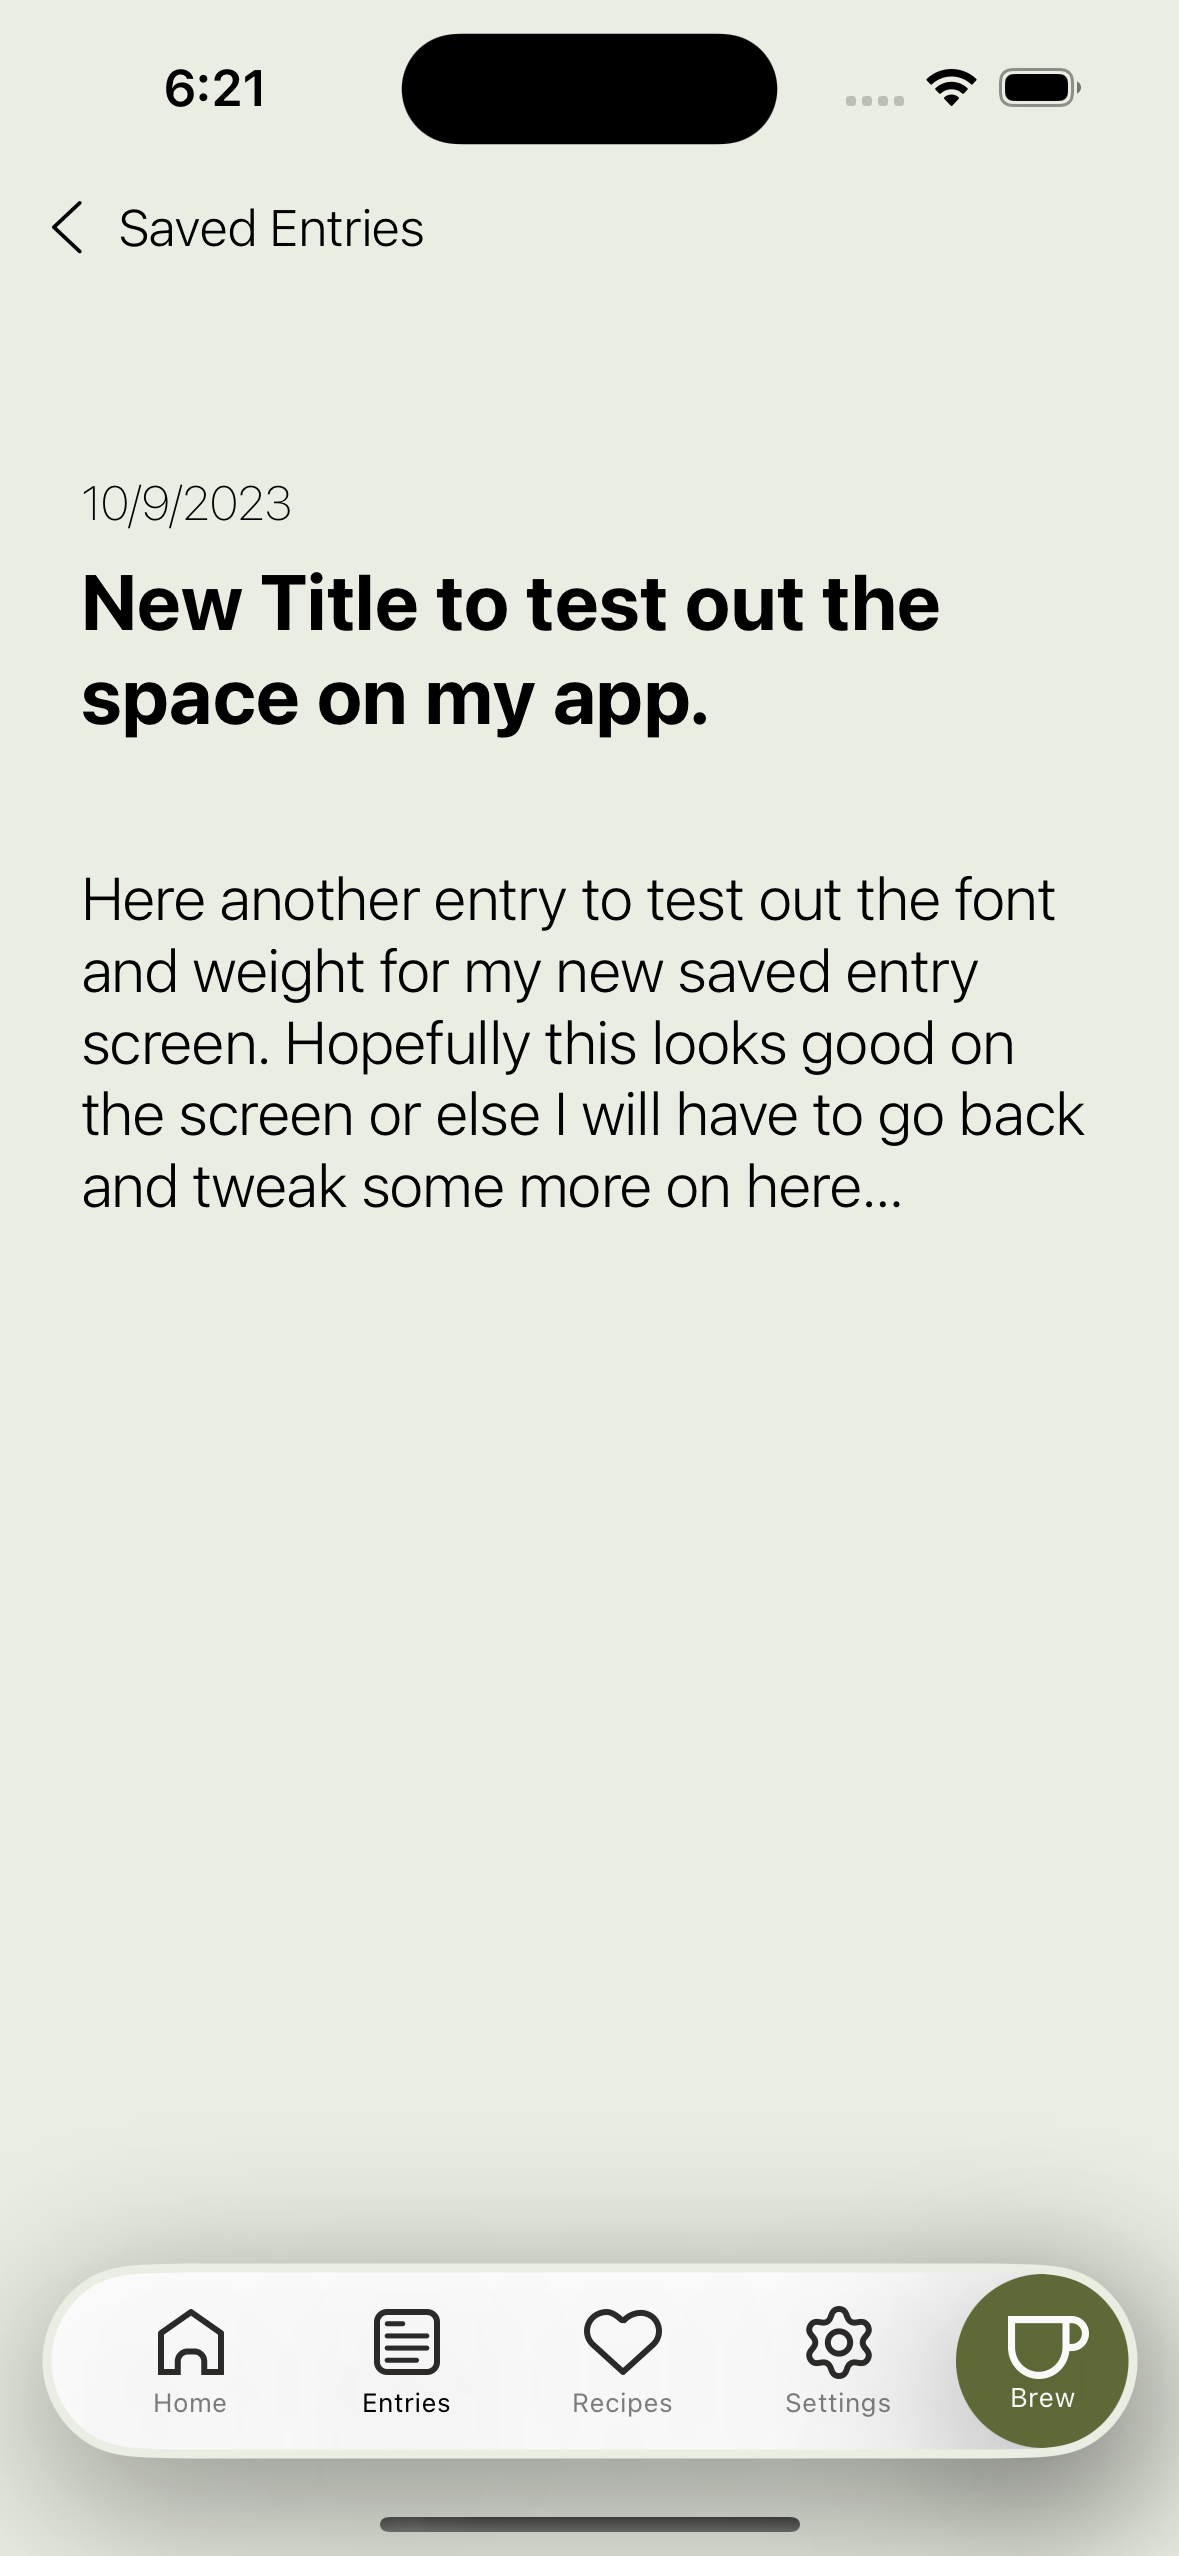 6:21
Saved Entries
10/9/2023
New Title to test out the
space on my app.
Here another entry to test out the font
and weight for my new saved entry
screen. Hopefully this looks good on
the screen or else I will have to go back
and tweak some more on here...
Home
Entries
Recipes
Settings
Brew